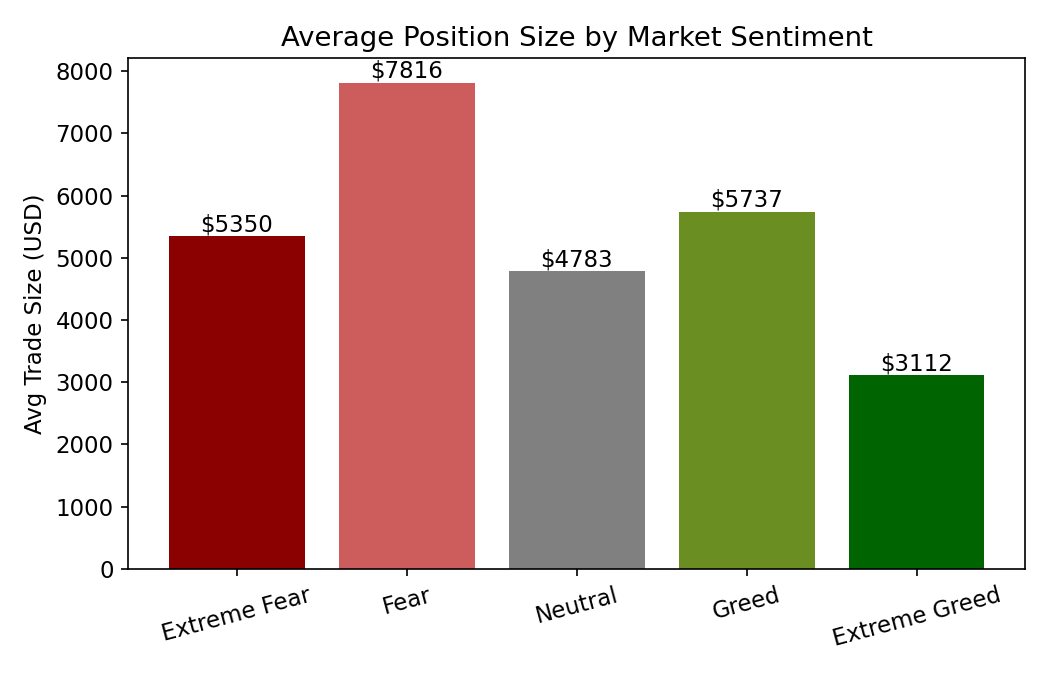 Average Position Size by Market Sentiment
Avg Trade Size (USD)
8000
7000
6000
5000
4000
3000
2000
1000
0
$5350
$7816
$4783
$5737
$3112
Extreme Fear
Fear
Neutral
Greed
Extreme Greed